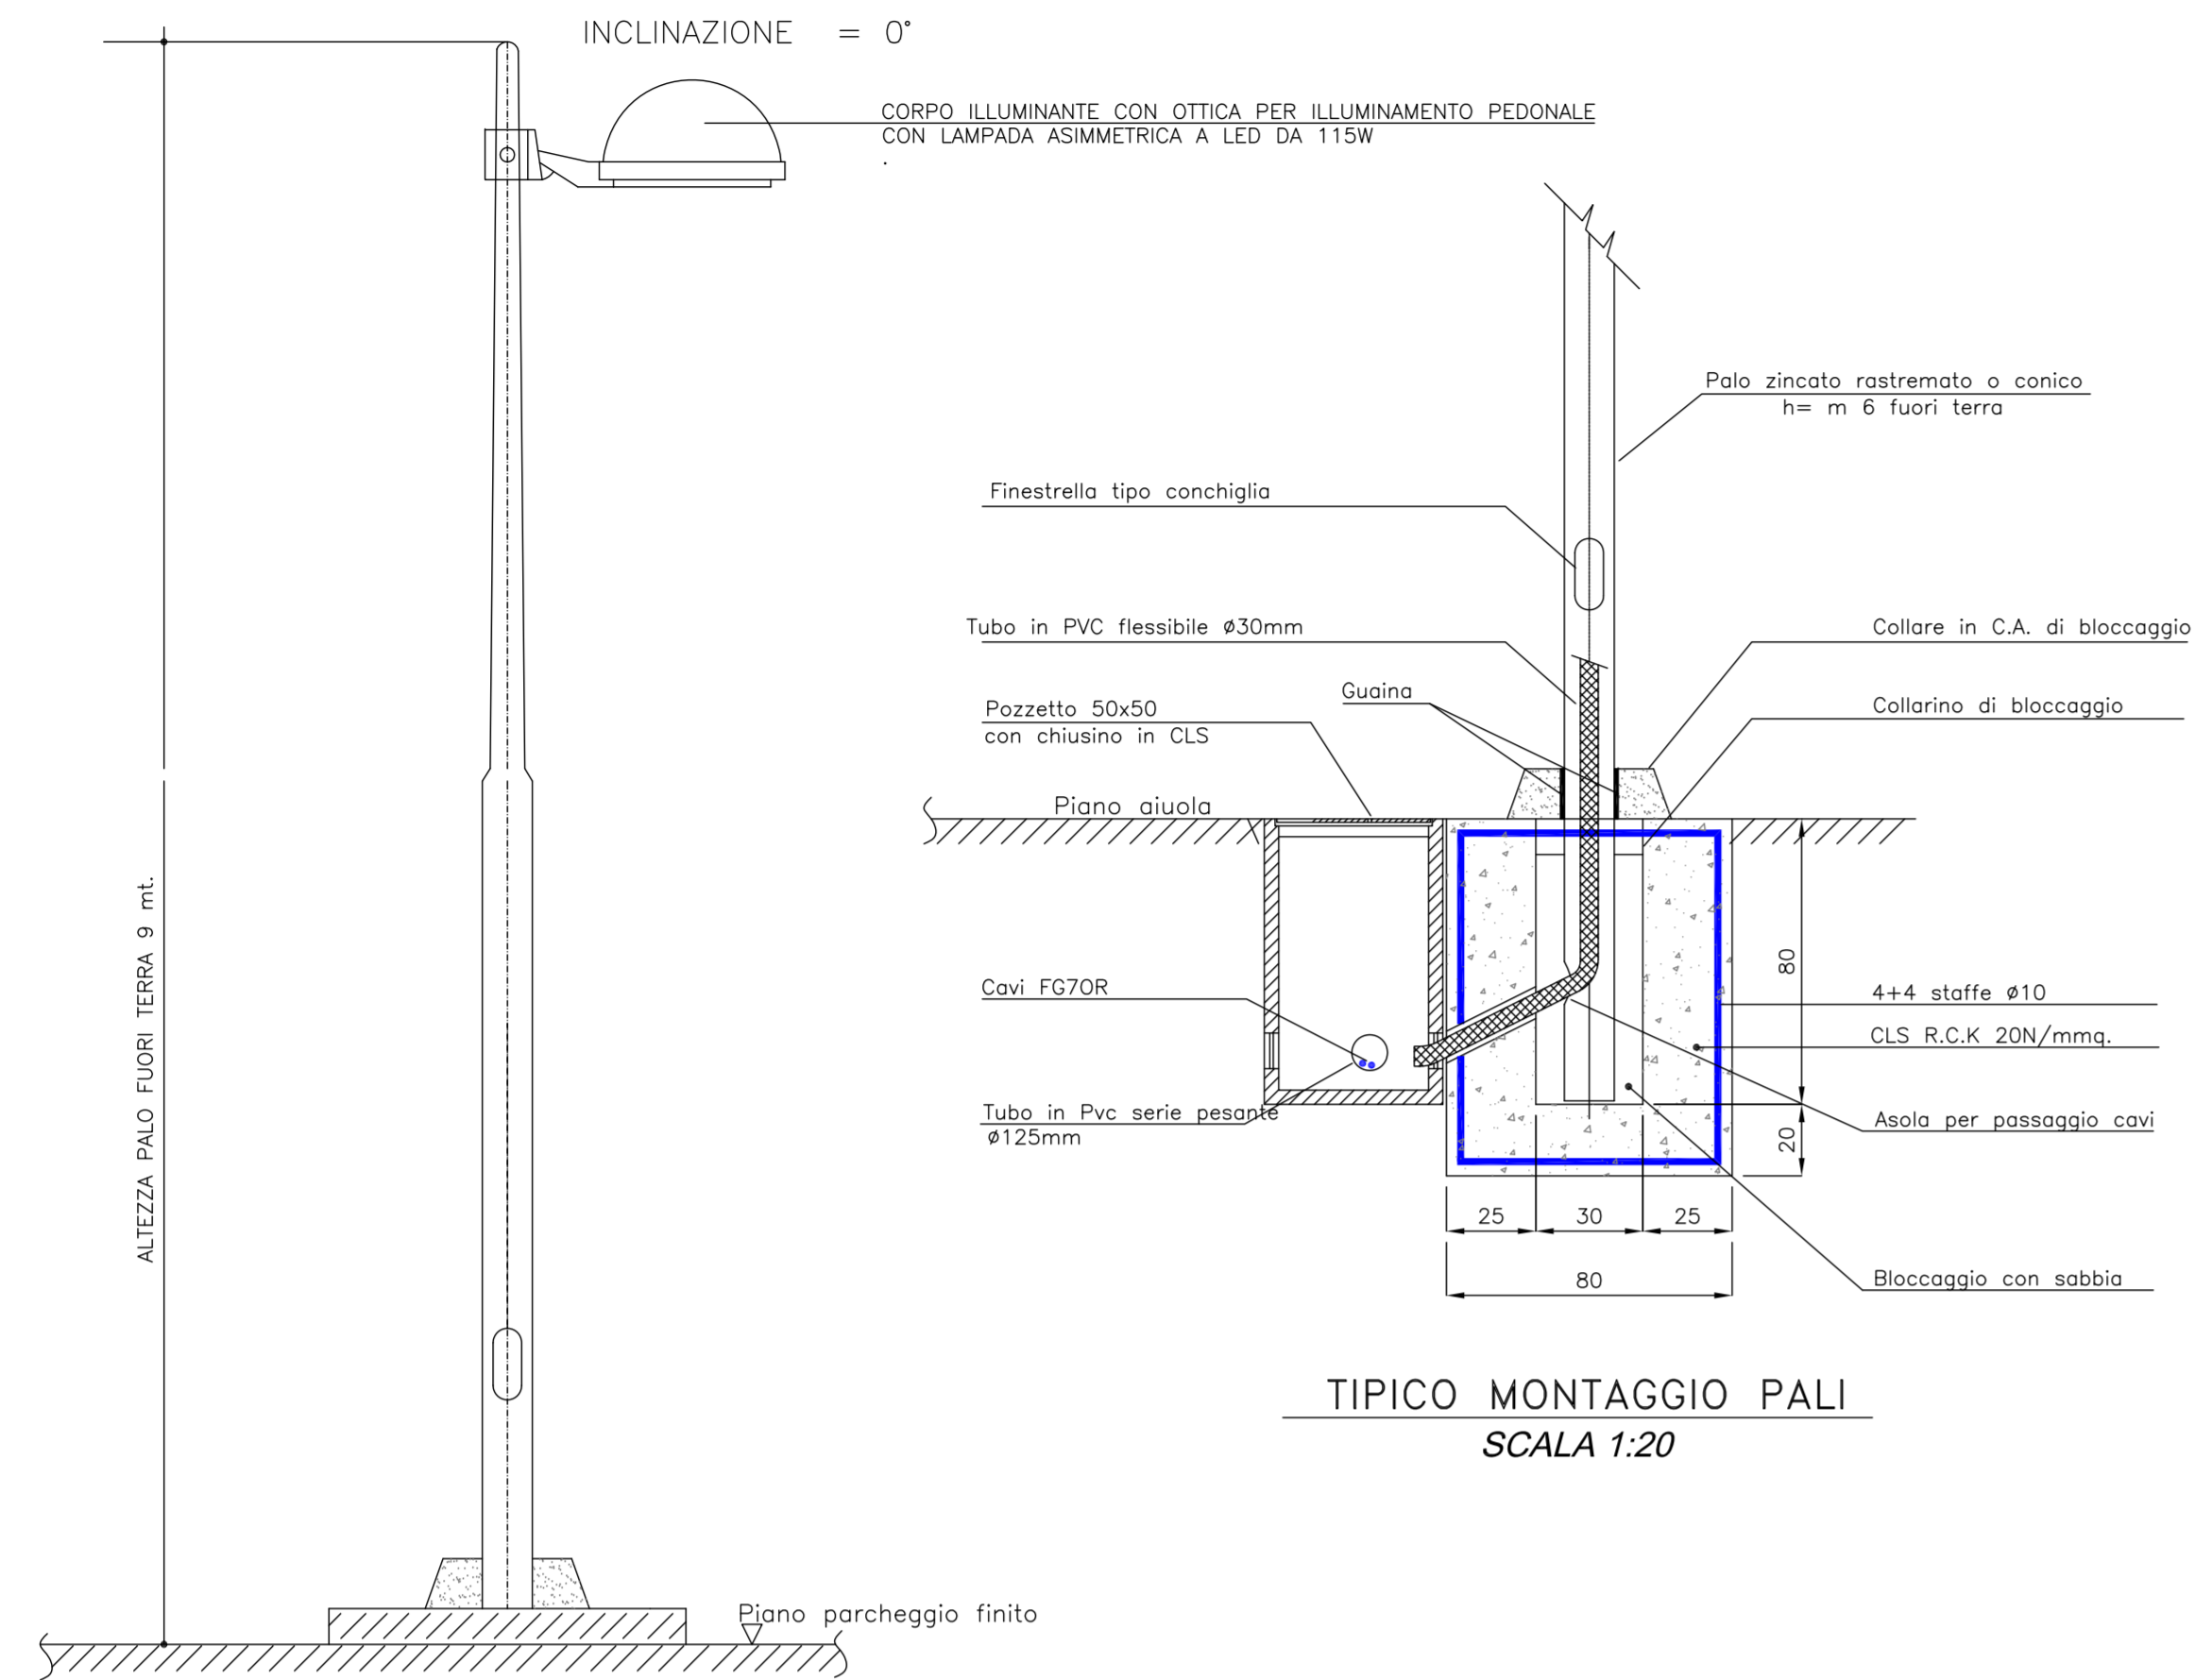 INCLINAZIONE = 0°
CORPO ILLUMINANTE CON OTTICA PER ILLUMINAMENTO PEDONALE
CON LAMPADA ASIMMETRICA A LED DA 115W
.
Palo zincato rastremato o conico
h= m 6 fuori terra
Finestrella tipo conchiglia
Tubo in PVC flessibile ø30mm
Collare in C.A. di bloccaggio
Guaina
Pozzetto 50x50
con chiusino in CLS
Collarino di bloccaggio
Piano aiuola
ALTEZZA PALO FUORI TERRA 9 mt.
Cavi FG7OR
80
4+4 staffe ø10
CLS R.C.K 20N/mmq.
Tubo in Pvc serie pesante
ø125mm
20
Asola per passaggio cavi
25
30
25
80
Bloccaggio con sabbia
TIPICO MONTAGGIO PALI
SCALA 1:20
Piano parcheggio finito